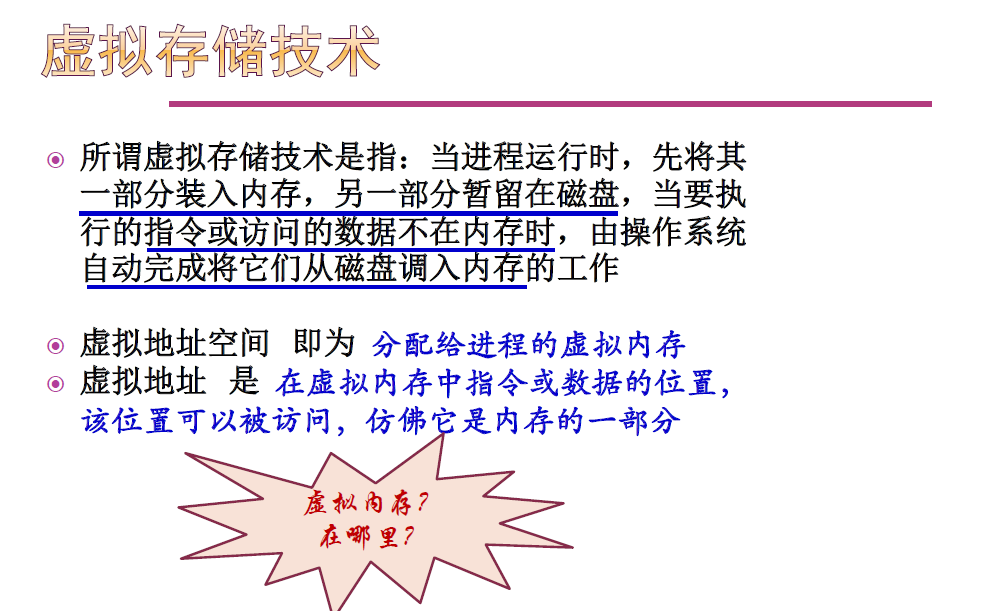 虚拟存储技术
所谓虚拟存储技术是指：当进程运行时，先将其
一部分装入内存，另一部分暂留在磁盘，当要执
行的指令或访问的数据不在内存时，由操作系统
自动完成将它们从磁盘调入内存的工作
虚拟地址空间 即为 分配给进程的虚拟内存
虚拟地址 是 在虚拟内存中指令或数据的位置，
该位置可以被访问，仿佛它是内存的一部分
虚拟内存？
在哪里？